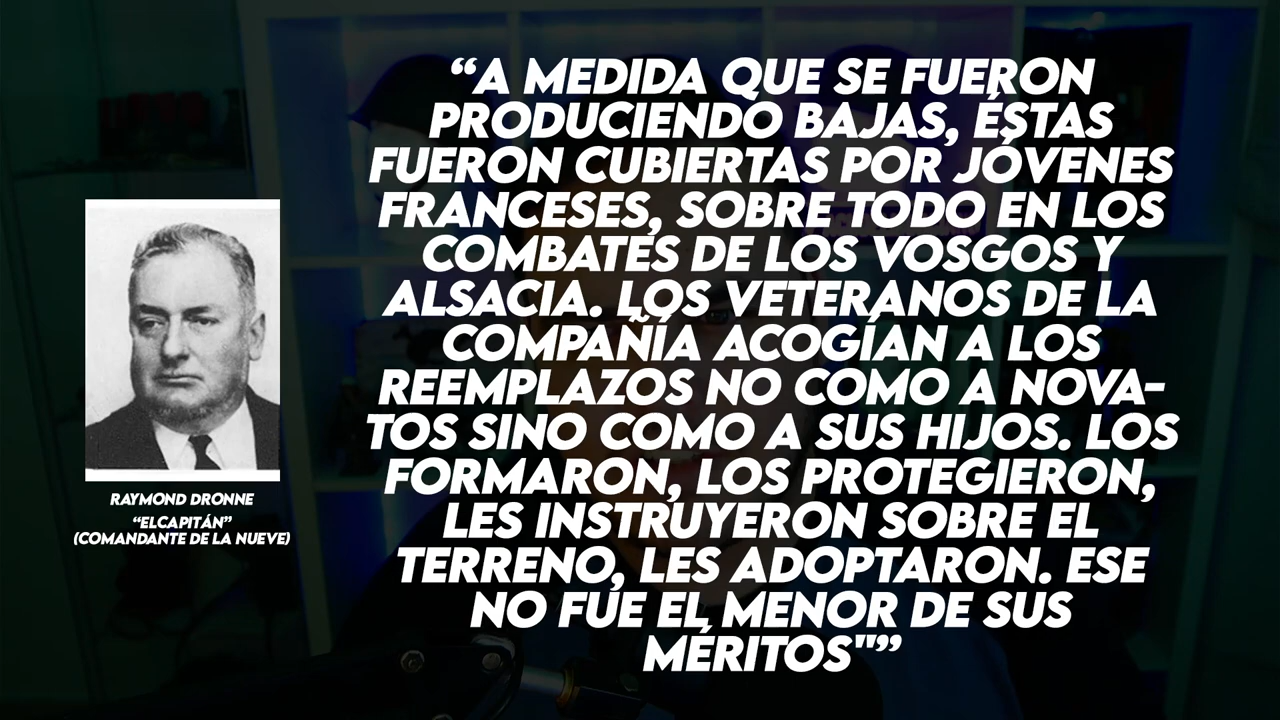 “A MEDIDA QUE SE FUERON
PRODUCIENDO BAJAS, ÉSTAS
FUERON CUBIERTAS POR JÓVENES
FRANCESES, SOBRE TODO EN LOS
COMBATES DE LOS VOSGOS Y
ALSACIA. LOS VETERANOS DE LA
COMPAÑÍA ACOGÍAN A LOS
REEMPLAZOS NO COMO A NOVA-
TOS SINO COMO A SUS HIJOS. LOS
FORMARON, LOS PROTEGIERON,
LES INSTRUYERON SOBRE EL
TERRENO, LES ADOPTARON. ESE
NO FUE EL MENOR DE SUS
MÉRITOS"”
RAYMOND DRONNE
“ELCAPITÁN”
(COMANDANTE DE LA NUEVE)